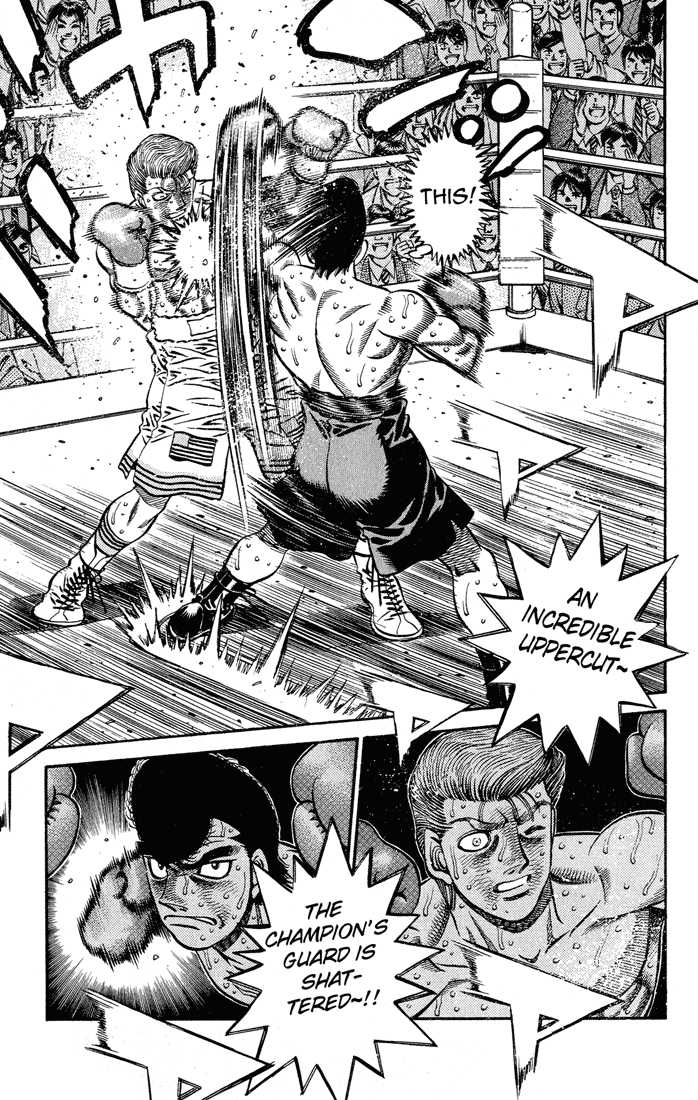 THIS!
AN
INCREDIBLE
UPPERCUT~
THE
CHAMPION'S
GUARD IS
SHAT-
TERED~!!